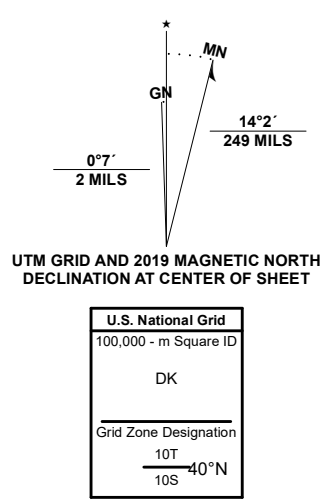 ★
MN
GN
14°2´
249 MILS
0°7´
2 MILS
UTM GRID AND 2019 MAGNETIC NORTH
DECLINATION AT CENTER OF SHEET
U.S. National Grid
100,000 - m Square ID
DK
Grid Zone Designation
10T
40°N
10S